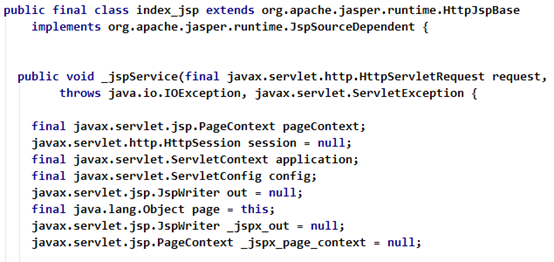 public final class index_jsp extends org.apache.jasper.runtime.HttpJspBase
implements org.apache.jasper.runtime.JspSourceDependent {
public void _jspService(final javax.servlet.http.HttpServletRequest request,
throws java.io.IOException, javax.servlet.ServletException {
final javax.servlet.jsp.PageContext pageContext;
javax.servlet.http.HttpSession session = null;
final javax.servlet.ServletContext application;
final javax.servlet.ServletConfig config;
javax.servlet.jsp.JspWriter out = null;
final java.lang.Object page = this;
javax.servlet.jsp.JspWriter _jspx_out = null;
javax.servlet.jsp.PageContext _jspx_page_context = null;